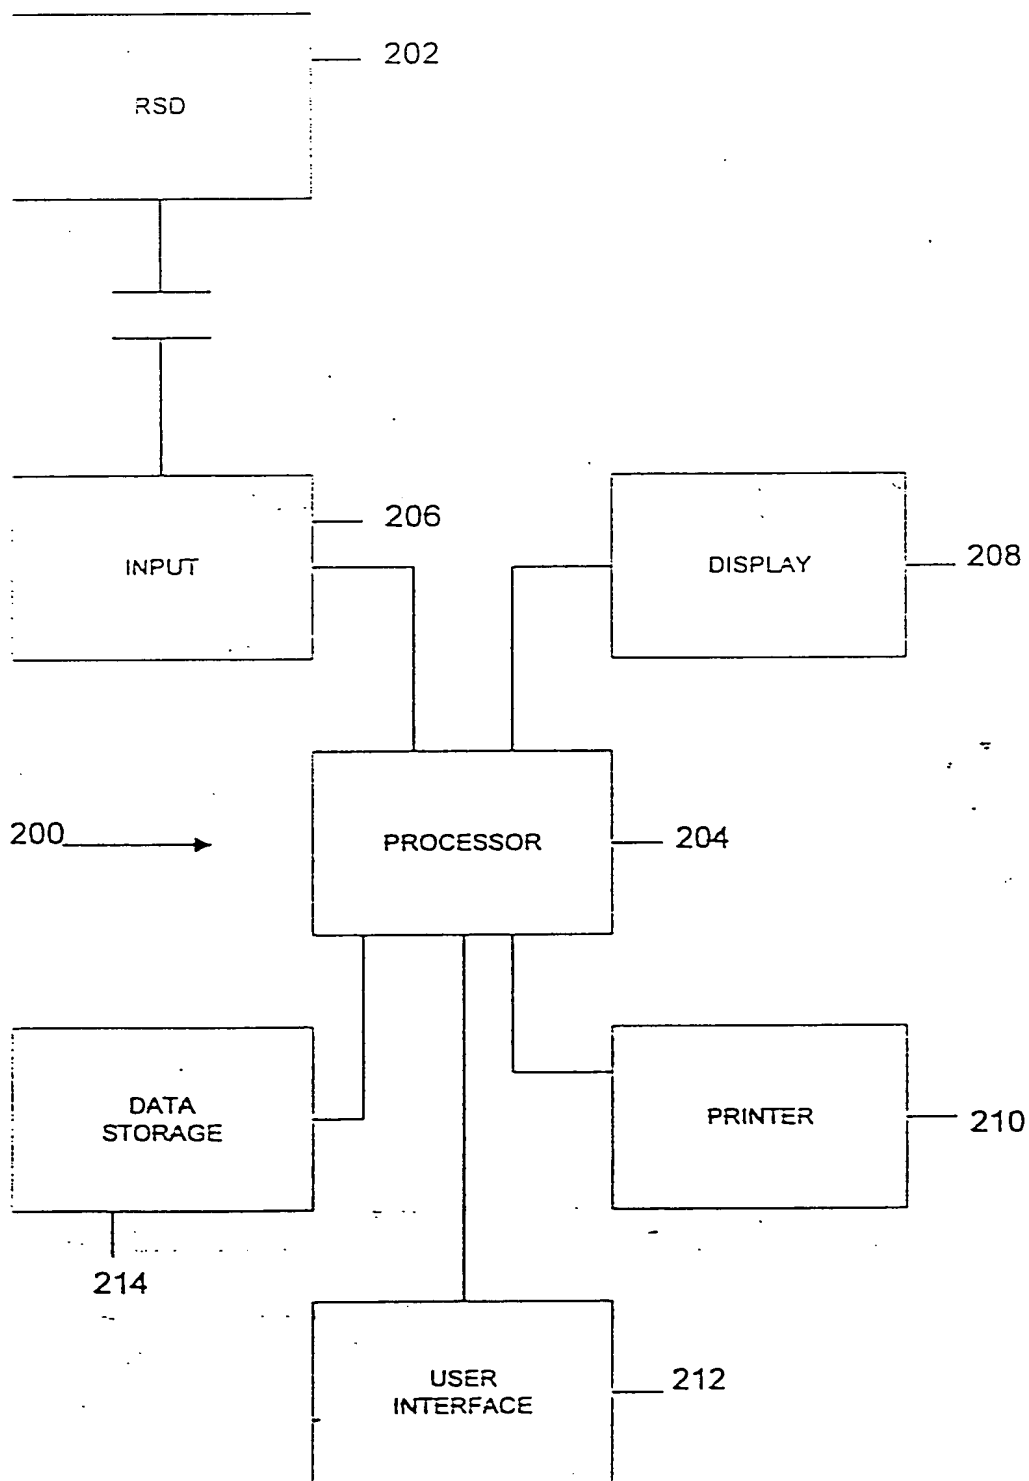 202
RSD
206
INPUT
DISPLAY
208
200
PROCESSOR
204
DATA
STORAGE
PRINTER
210
214
USER
INTERFACE
212